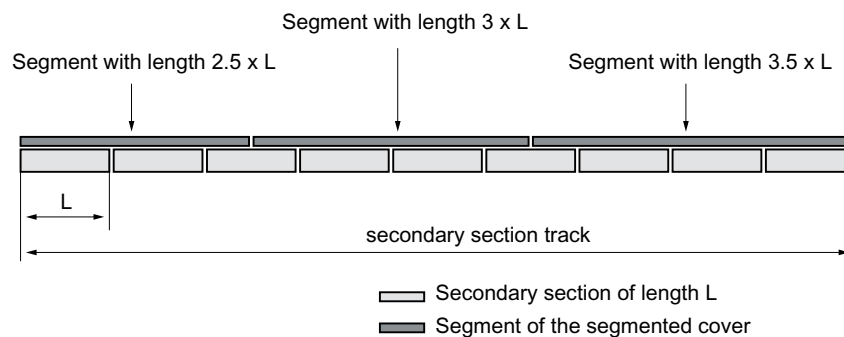 Segment with length 3 x L
Segment with length 2.5 x L
Segment with length 3.5 x L
L
secondary section track
Secondary section of length L
Segment of the segmented cover